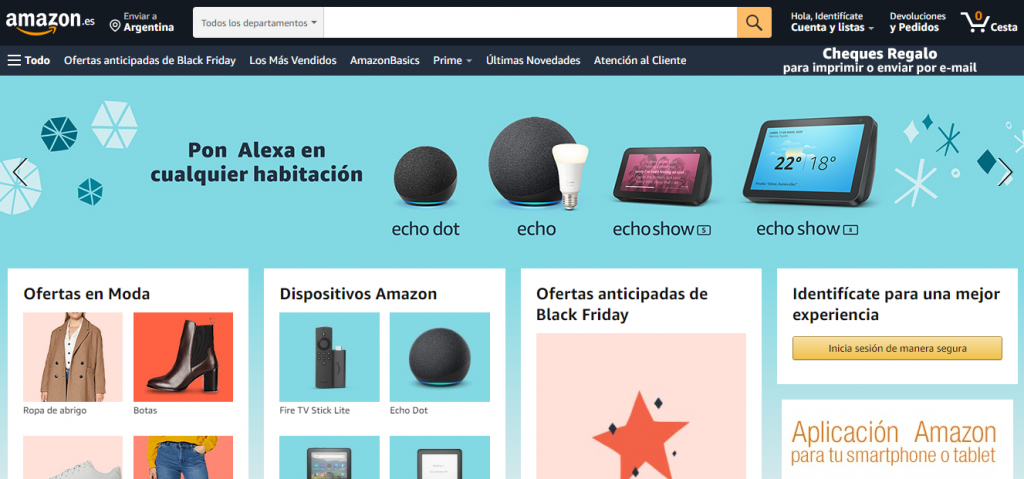 amazon.es
Enviar a
Argentina
Todos los departamentos
Hola, Identifícate
Cuenta y listas
Devoluciones
y Pedidos
0
Cesta
Todo
Ofertas anticipadas de Black Friday
Los Más Vendidos
AmazonBasics
Prime
Últimas Novedades
Atención al Cliente
Cheques Regalo
para imprimir o enviar por e-mail
Pon Alexa en
cualquier habitación
22° 18°
echo dot
echo
echo show 5
echo show 8
Ofertas en Moda
Ropa de abrigo
Botas
Dispositivos Amazon
Fire TV Stick Lite
Echo Dot
Ofertas anticipadas de
Black Friday
Identifícate para una mejor
experiencia
Inicia sesión de manera segura
Aplicación Amazon
para tu smartphone o tablet